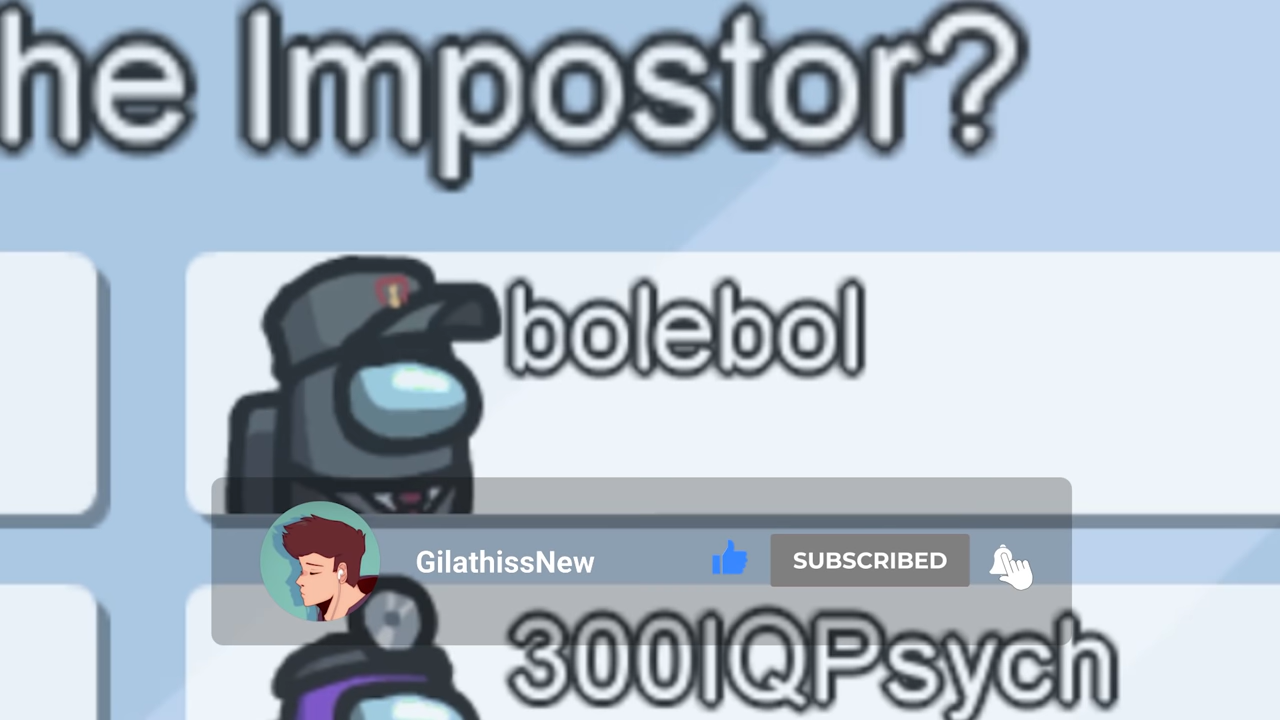 he Impostor?
bolebol
GilathissNew
SUBSCRIBED
300IQPsych